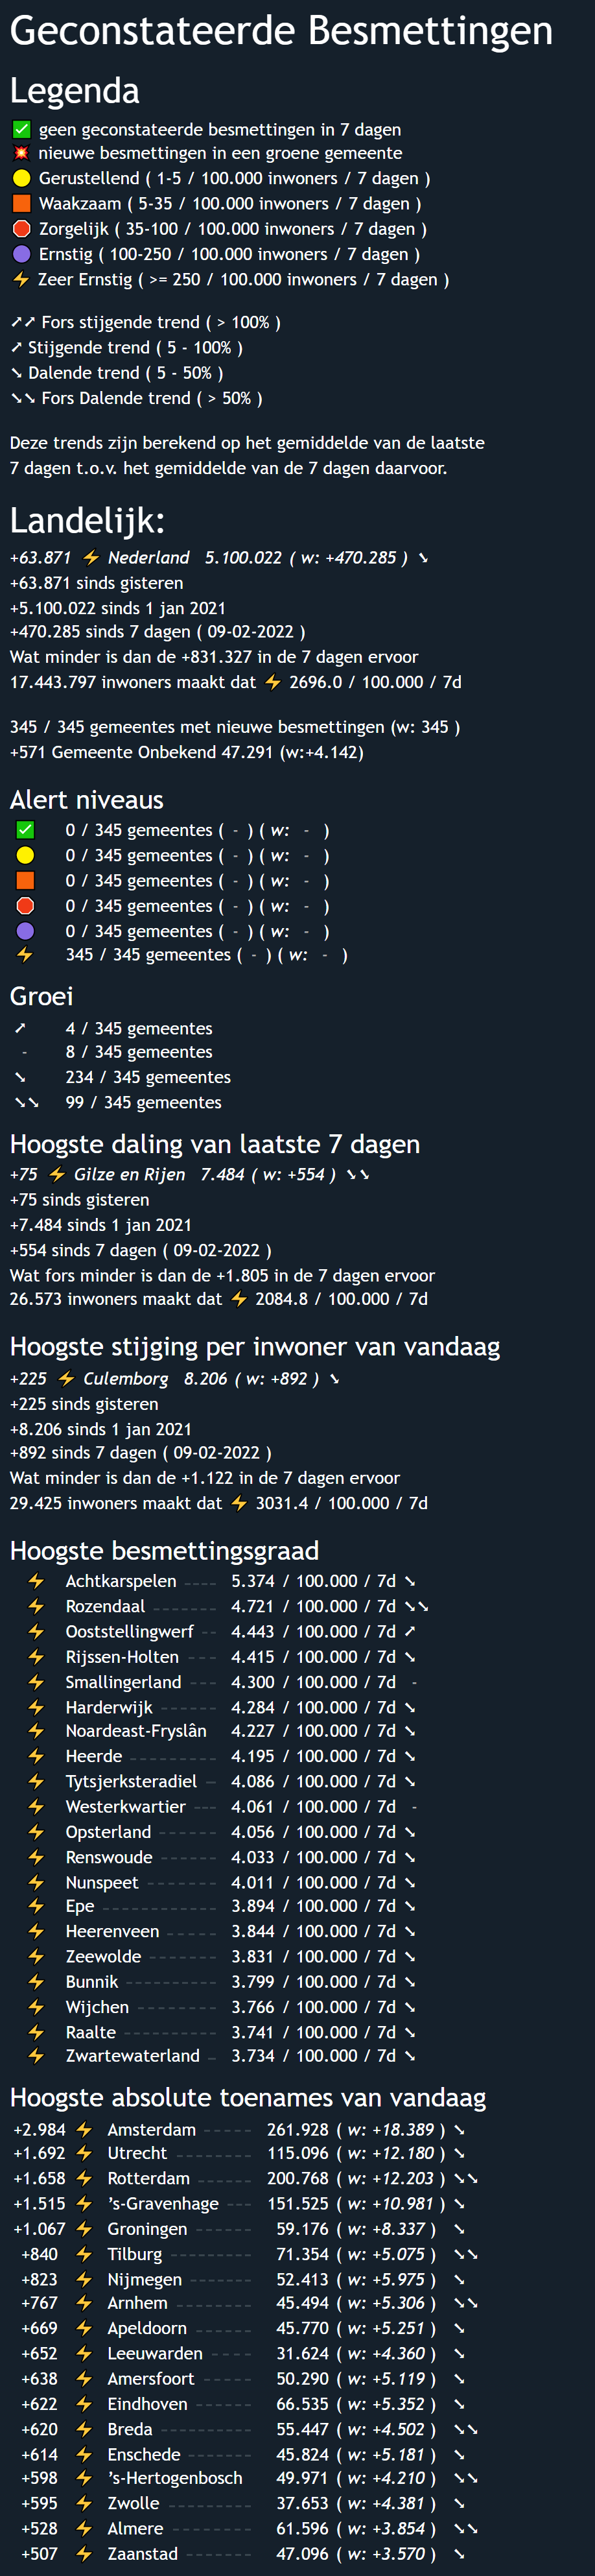 Geconstateerde Besmettingen
Legenda
✅ geen geconstateerde besmettingen in 7 dagen
💥 nieuwe besmettingen in een groene gemeente
🟡 Gerustellend ( 1-5 / 100.000 inwoners / 7 dagen )
🟧 Waakzaam ( 5-35 / 100.000 inwoners / 7 dagen )
🛑 Zorgelijk ( 35-100 / 100.000 inwoners / 7 dagen )
🟣 Ernstig ( 100-250 / 100.000 inwoners / 7 dagen )
⚡ Zeer Ernstig ( >= 250 / 100.000 inwoners / 7 dagen )
➚➚ Fors stijgende trend ( > 100% )
➚ Stijgende trend ( 5 - 100% )
➘ Dalende trend ( 5 - 50% )
➘➘ Fors Dalende trend ( > 50% )
Deze trends zijn berekend op het gemiddelde van de laatste
7 dagen t.o.v. het gemiddelde van de 7 dagen daarvoor.
Landelijk:
+63.871 ⚡ Nederland 5.100.022 ( w: +470.285 ) ➘
+63.871 sinds gisteren
+5.100.022 sinds 1 jan 2021
+470.285 sinds 7 dagen ( 09-02-2022 )
Wat minder is dan de +831.327 in de 7 dagen ervoor
17.443.797 inwoners maakt dat ⚡ 2696.0 / 100.000 / 7d
345 / 345 gemeentes met nieuwe besmettingen (w: 345 )
+571 Gemeente Onbekend 47.291 (w:+4.142)
Alert niveaus
✅ 0 / 345 gemeentes ( - ) ( w: - )
🟡 0 / 345 gemeentes ( - ) ( w: - )
🟧 0 / 345 gemeentes ( - ) ( w: - )
🛑 0 / 345 gemeentes ( - ) ( w: - )
🟣 0 / 345 gemeentes ( - ) ( w: - )
⚡ 345 / 345 gemeentes ( - ) ( w: - )
Groei
➚ 4 / 345 gemeentes
- 8 / 345 gemeentes
➘ 234 / 345 gemeentes
➘➘ 99 / 345 gemeentes
Hoogste daling van laatste 7 dagen
+75 ⚡ Gilze en Rijen 7.484 ( w: +554 ) ➘➘
+75 sinds gisteren
+7.484 sinds 1 jan 2021
+554 sinds 7 dagen ( 09-02-2022 )
Wat fors minder is dan de +1.805 in de 7 dagen ervoor
26.573 inwoners maakt dat ⚡ 2084.8 / 100.000 / 7d
Hoogste stijging per inwoner van vandaag
+225 ⚡ Culemborg 8.206 ( w: +892 ) ➘
+225 sinds gisteren
+8.206 sinds 1 jan 2021
+892 sinds 7 dagen ( 09-02-2022 )
Wat minder is dan de +1.122 in de 7 dagen ervoor
29.425 inwoners maakt dat ⚡ 3031.4 / 100.000 / 7d
Hoogste besmettingsgraad
⚡ Achtkarspelen ---- 5.374 / 100.000 / 7d ➘
⚡ Rozendaal ------- 4.721 / 100.000 / 7d ➘➘
⚡ Ooststellingwerf -- 4.443 / 100.000 / 7d ➚
⚡ Rijssen-Holten --- 4.415 / 100.000 / 7d ➘
⚡ Smallingerland --- 4.300 / 100.000 / 7d -
⚡ Harderwijk ------ 4.284 / 100.000 / 7d ➘
⚡ Noardeast-Fryslân 4.227 / 100.000 / 7d ➘
⚡ Heerde ---------- 4.195 / 100.000 / 7d ➘
⚡ Tytsjerksteradiel - 4.086 / 100.000 / 7d ➘
⚡ Westerkwartier --- 4.061 / 100.000 / 7d -
⚡ Opsterland ------ 4.056 / 100.000 / 7d ➘
⚡ Renswoude ------ 4.033 / 100.000 / 7d ➘
⚡ Nunspeet ------- 4.011 / 100.000 / 7d ➘
⚡ Epe ------------ 3.894 / 100.000 / 7d ➘
⚡ Heerenveen ----- 3.844 / 100.000 / 7d ➘
⚡ Zeewolde ------- 3.831 / 100.000 / 7d ➘
⚡ Bunnik ---------- 3.799 / 100.000 / 7d ➘
⚡ Wijchen -------- 3.766 / 100.000 / 7d ➘
⚡ Raalte ---------- 3.741 / 100.000 / 7d ➘
⚡ Zwartewaterland - 3.734 / 100.000 / 7d ➘
Hoogste absolute toenames van vandaag
+2.984 ⚡ Amsterdam ----- 261.928 ( w: +18.389 ) ➘
+1.692 ⚡ Utrecht -------- 115.096 ( w: +12.180 ) ➘
+1.658 ⚡ Rotterdam ------ 200.768 ( w: +12.203 ) ➘➘
+1.515 ⚡ 's-Gravenhage --- 151.525 ( w: +10.981 ) ➘
+1.067 ⚡ Groningen ------ 59.176 ( w: +8.337 ) ➘
+840 ⚡ Tilburg --------- 71.354 ( w: +5.075 ) ➘➘
+823 ⚡ Nijmegen ------- 52.413 ( w: +5.975 ) ➘
+767 ⚡ Arnhem -------- 45.494 ( w: +5.306 ) ➘➘
+669 ⚡ Apeldoorn ------ 45.770 ( w: +5.251 ) ➘
+652 ⚡ Leeuwarden ---- 31.624 ( w: +4.360 ) ➘
+638 ⚡ Amersfoort ----- 50.290 ( w: +5.119 ) ➘
+622 ⚡ Eindhoven ------ 66.535 ( w: +5.352 ) ➘
+620 ⚡ Breda ---------- 55.447 ( w: +4.502 ) ➘➘
+614 ⚡ Enschede ------- 45.824 ( w: +5.181 ) ➘
+598 ⚡ 's-Hertogenbosch 49.971 ( w: +4.210 ) ➘➘
+595 ⚡ Zwolle --------- 37.653 ( w: +4.381 ) ➘
+528 ⚡ Almere --------- 61.596 ( w: +3.854 ) ➘➘
+507 ⚡ Zaanstad ------- 47.096 ( w: +3.570 ) ➘